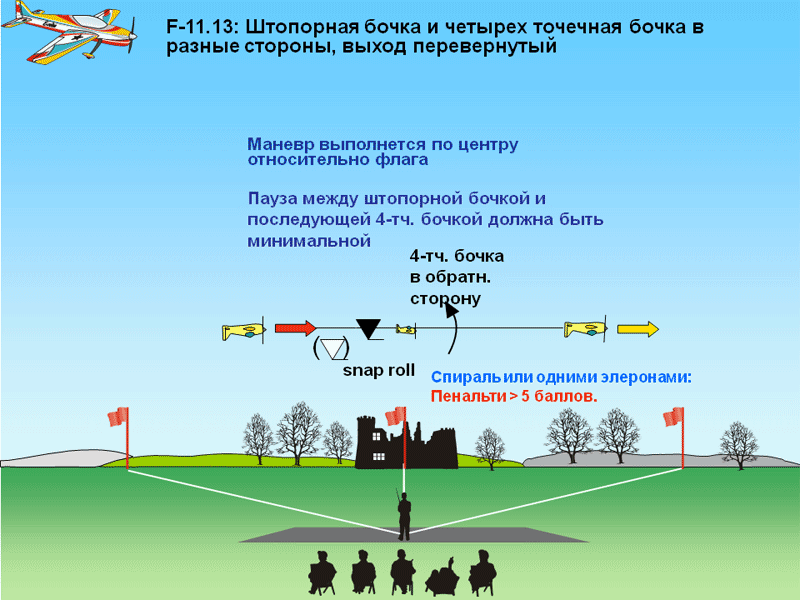 F-11.13: Штопорная бочка и четырех точечная бочка в
разные стороны, выход перевернутый
Маневр выполнется по центру
относительно флага
Пауза между штопорной бочкой и
последующей 4-тч. бочкой должна быть
минимальной
4-тч. бочка
в обратн.
сторону
( )
snap roll
Спираль или одними элеронами:
Пенальти > 5 баллов.